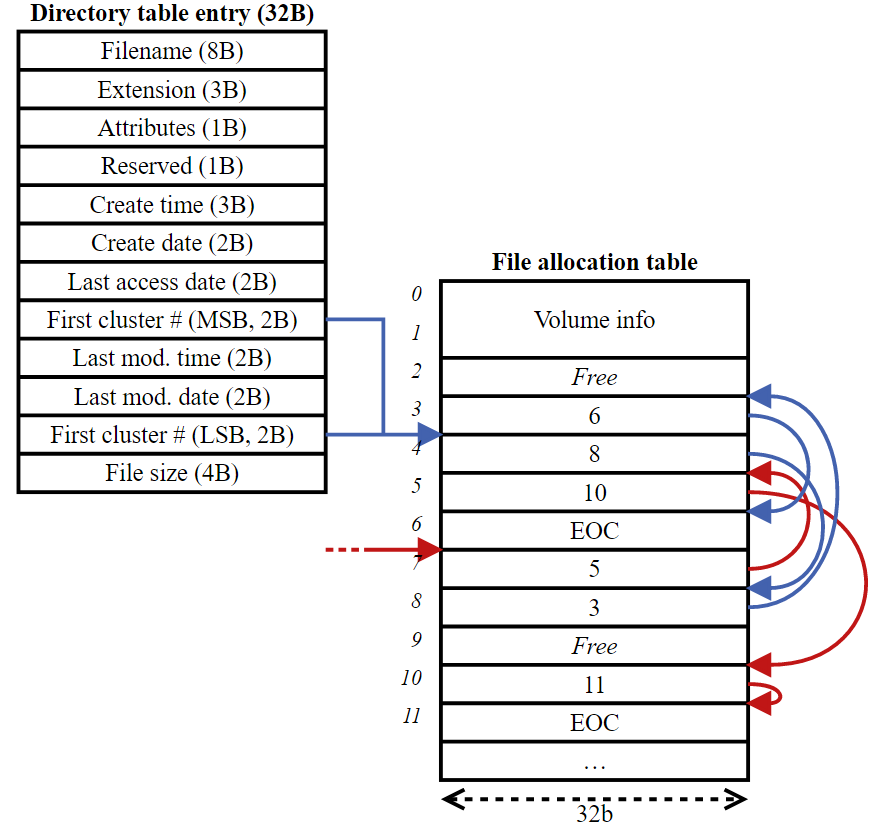 Directory table entry (32B)
Filename (8B)
Extension (3B)
Attributes (1B)
Reserved (1B)
Create time (3B)
Create date (2B)
Last access date (2B)
First cluster # (MSB, 2B)
Last mod. time (2B)
Last mod. date (2B)
First cluster # (LSB, 2B)
File size (4B)
File allocation table
0
Volume info
1
2
Free
3
6
4
8
5
10
6
EOC
7
5
8
3
9
Free
10
11
11
EOC
…
32b